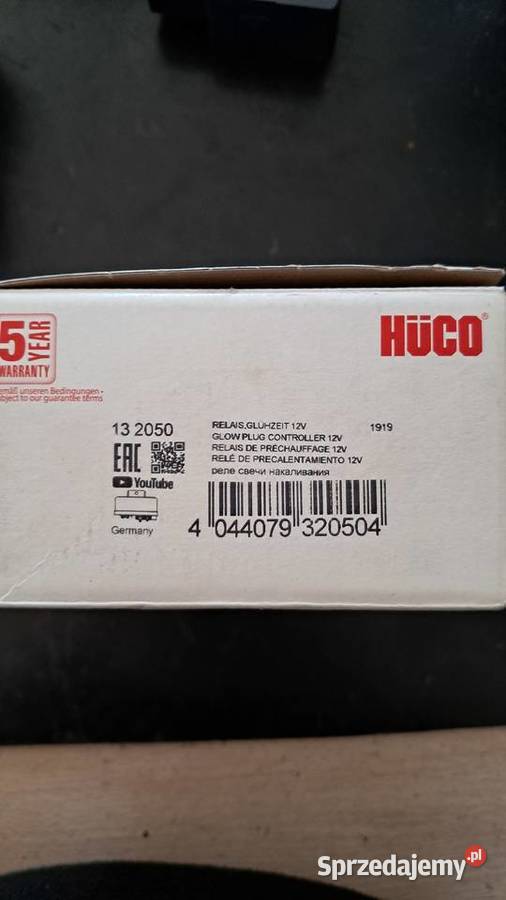 5 YEAR
WARRANTY
gemäß unseren Bedingungen -
subject to our guarantee terms
HÜCO®
13 2050
RELAIS,GLÜHZEIT 12V
1919
GLOW PLUG CONTROLLER 12V
RELAIS DE PRÉCHAUFFAGE 12V
RELÉ DE PRECALENTAMIENTO 12V
реле свечи накаливания
EAC
YouTube
Germany
4 044079 320504
Sprzedajemy.pl